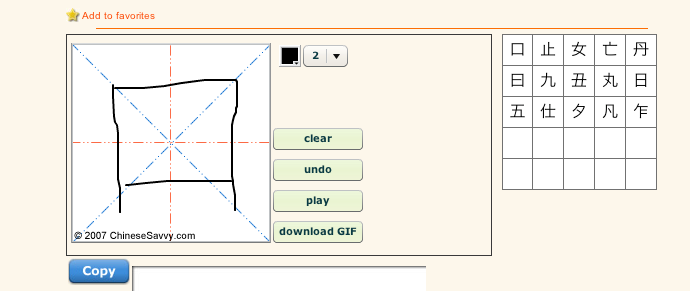 Add to favorites
2
口 止 女 亡 丹
曰 九 丑 丸 日
五 仕 夕 凡 乍
clear
undo
play
download GIF
© 2007 ChineseSavvy.com
Copy